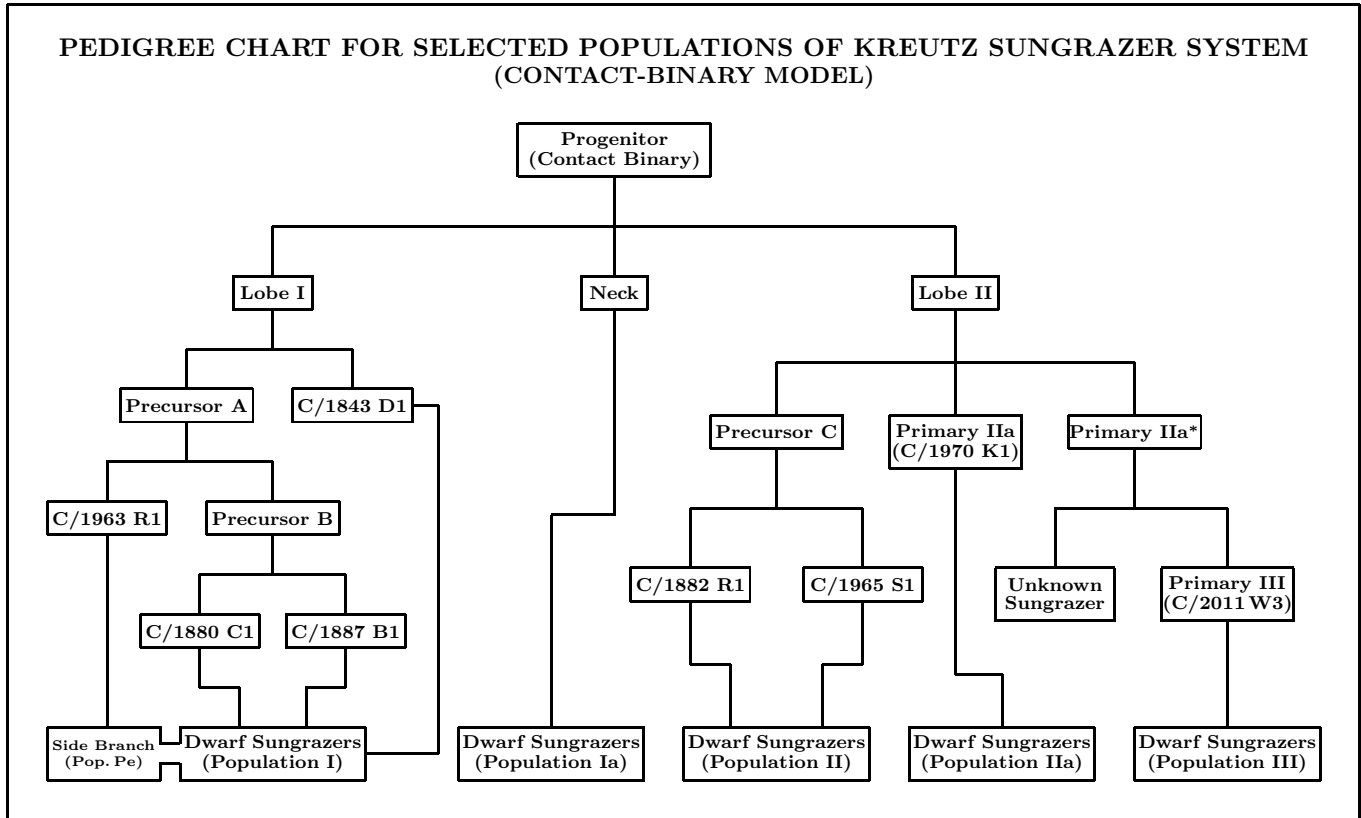 PEDIGREE CHART FOR SELECTED POPULATIONS OF KREUTZ SUNGRAZER SYSTEM
(CONTACT-BINARY MODEL)
Progenitor
(Contact Binary)
Lobe I
Neck
Lobe II
Precursor A
C/1843 D1
Precursor C
Primary IIa
(C/1970 K1)
Primary IIa*
C/1963 R1
Precursor B
C/1882 R1
C/1965 S1
Unknown
Sungrazer
Primary III
(C/2011 W3)
C/1880 C1
C/1887 B1
Side Branch
(Pop. Pe)
Dwarf Sungrazers
(Population I)
Dwarf Sungrazers
(Population Ia)
Dwarf Sungrazers
(Population II)
Dwarf Sungrazers
(Population IIa)
Dwarf Sungrazers
(Population III)